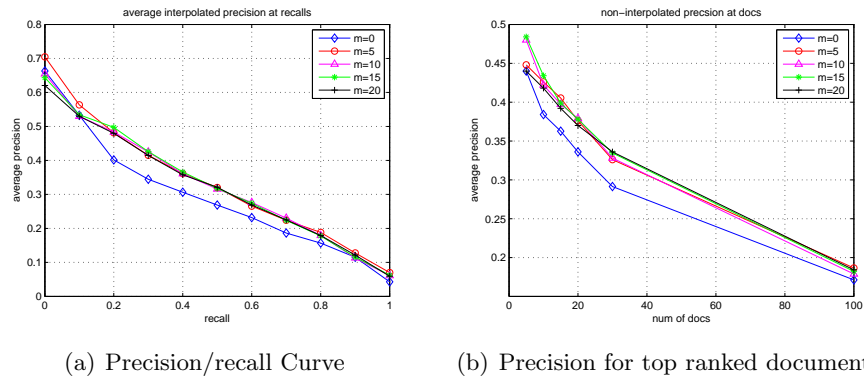 average interpolated precision at recalls
0.8
0.7
0.6
0.5
0.4
0.3
0.2
0.1
0
average precision
m=0
m=5
m=10
m=15
m=20
0 0.2 0.4 0.6 0.8 1
recall
(a) Precision/recall Curve
non-interpolated precsion at docs
0.5
0.45
0.4
0.35
0.3
0.25
0.2
average precision
m=0
m=5
m=10
m=15
m=20
0 20 40 60 80 100
num of docs
(b) Precision for top ranked document